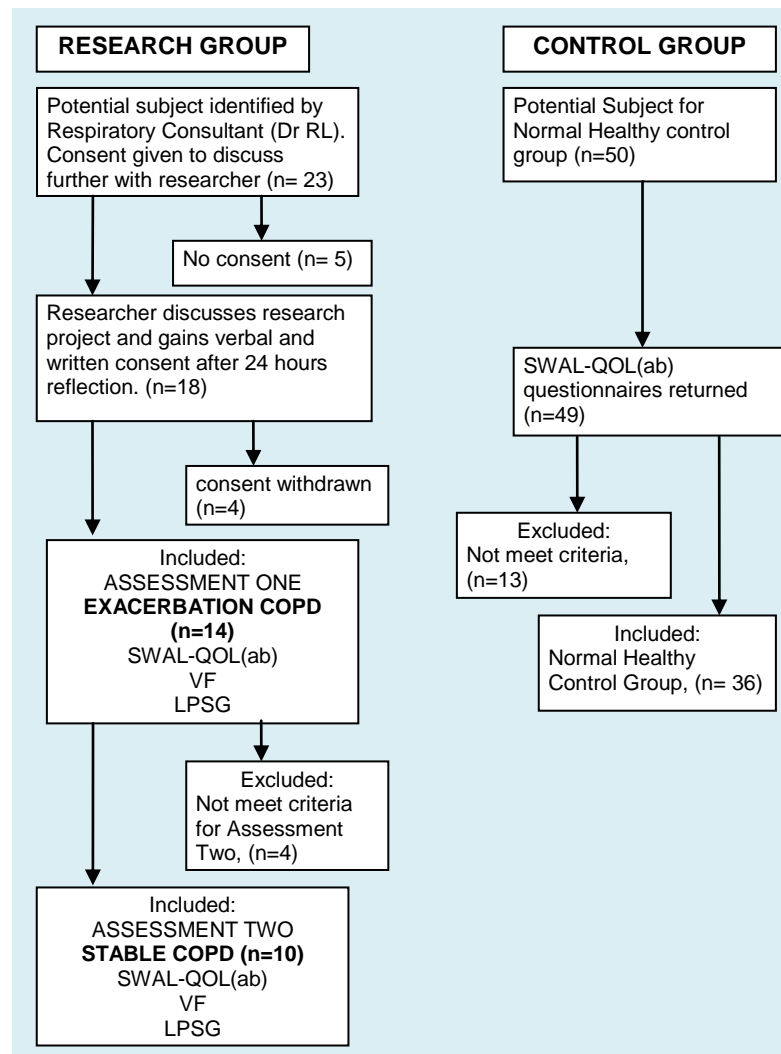 RESEARCH GROUP
Potential subject identified by
Respiratory Consultant (Dr RL).
Consent given to discuss
further with researcher (n= 23)
No consent (n= 5)
Researcher discusses research
project and gains verbal and
written consent after 24 hours
reflection. (n=18)
consent withdrawn
(n=4)
Included:
ASSESSMENT ONE
EXACERBATION COPD
(n=14)
SWAL-QOL(ab)
VF
LPSG
Excluded:
Not meet criteria
for Assessment
Two, (n=4)
Included:
ASSESSMENT TWO
STABLE COPD (n=10)
SWAL-QOL(ab)
VF
LPSG
CONTROL GROUP
Potential Subject for
Normal Healthy control
group (n=50)
SWAL-QOL(ab)
questionnaires returned
(n=49)
Excluded:
Not meet criteria,
(n=13)
Included:
Normal Healthy
Control Group, (n= 36)